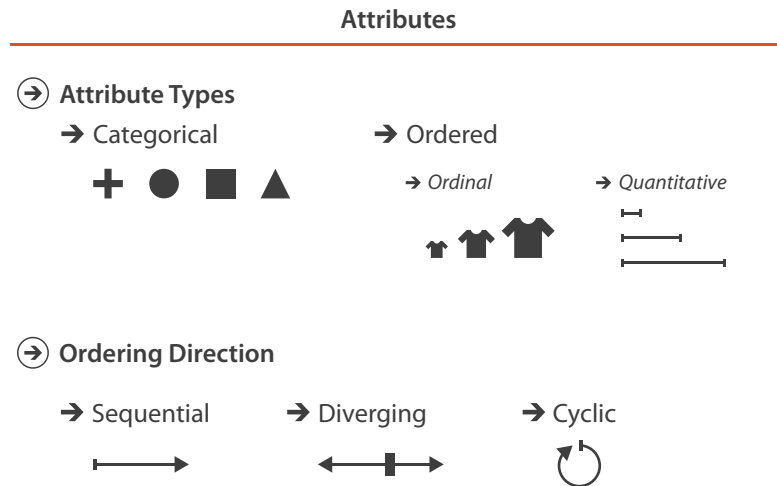 Attributes
Attribute Types
Categorical
Ordered
Ordinal
Quantitative
Ordering Direction
Sequential
Diverging
Cyclic